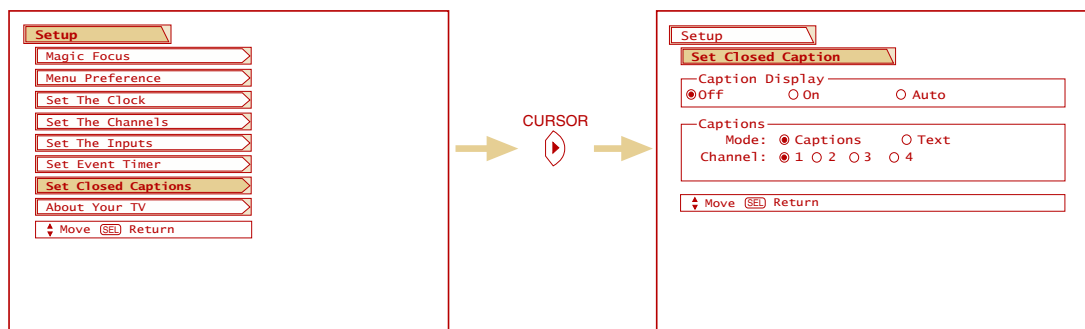 Setup
Magic Focus
Menu Preference
Set The Clock
Set The Channels
Set The Inputs
Set Event Timer
Set Closed Captions
About Your TV
Move SEL Return
CURSOR
Setup
Set Closed Caption
Caption Display
Off On Auto
Captions
Mode: Captions Text
Channel: 1 2 3 4
Move SEL Return